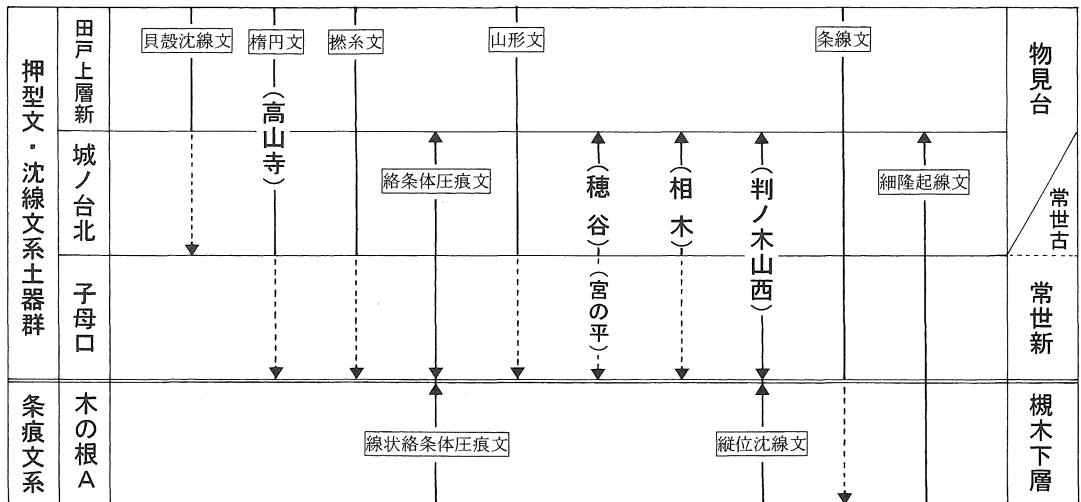 押型文・沈線文系土器群
条痕文系
田戸上層新
城ノ台北
子母口
木の根A
貝殻沈線文
楕円文
(高山寺)
撚糸文
絡条体圧痕文
線状絡条体圧痕文
山形文
(穂谷)
(宮の平)
(相木)
(判ノ木山西)
縦位沈線文
条線文
細隆起線文
物見台
常世古
常世新
槻木下層